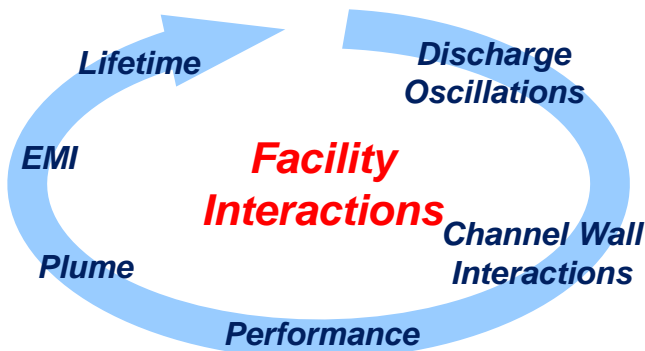 Lifetime
Discharge
Oscillations
EMI
Facility
Interactions
Channel Wall
Interactions
Plume
Performance